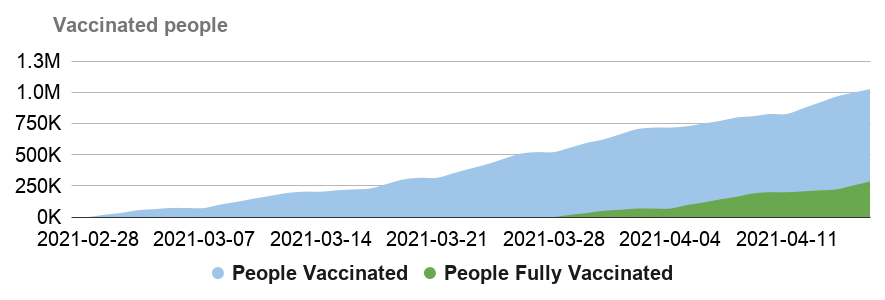 Vaccinated people
1.3M
1.0M
750K
500K
250K
0K
2021-02-28 2021-03-07 2021-03-14 2021-03-21 2021-03-28 2021-04-04 2021-04-11
People Vaccinated People Fully Vaccinated